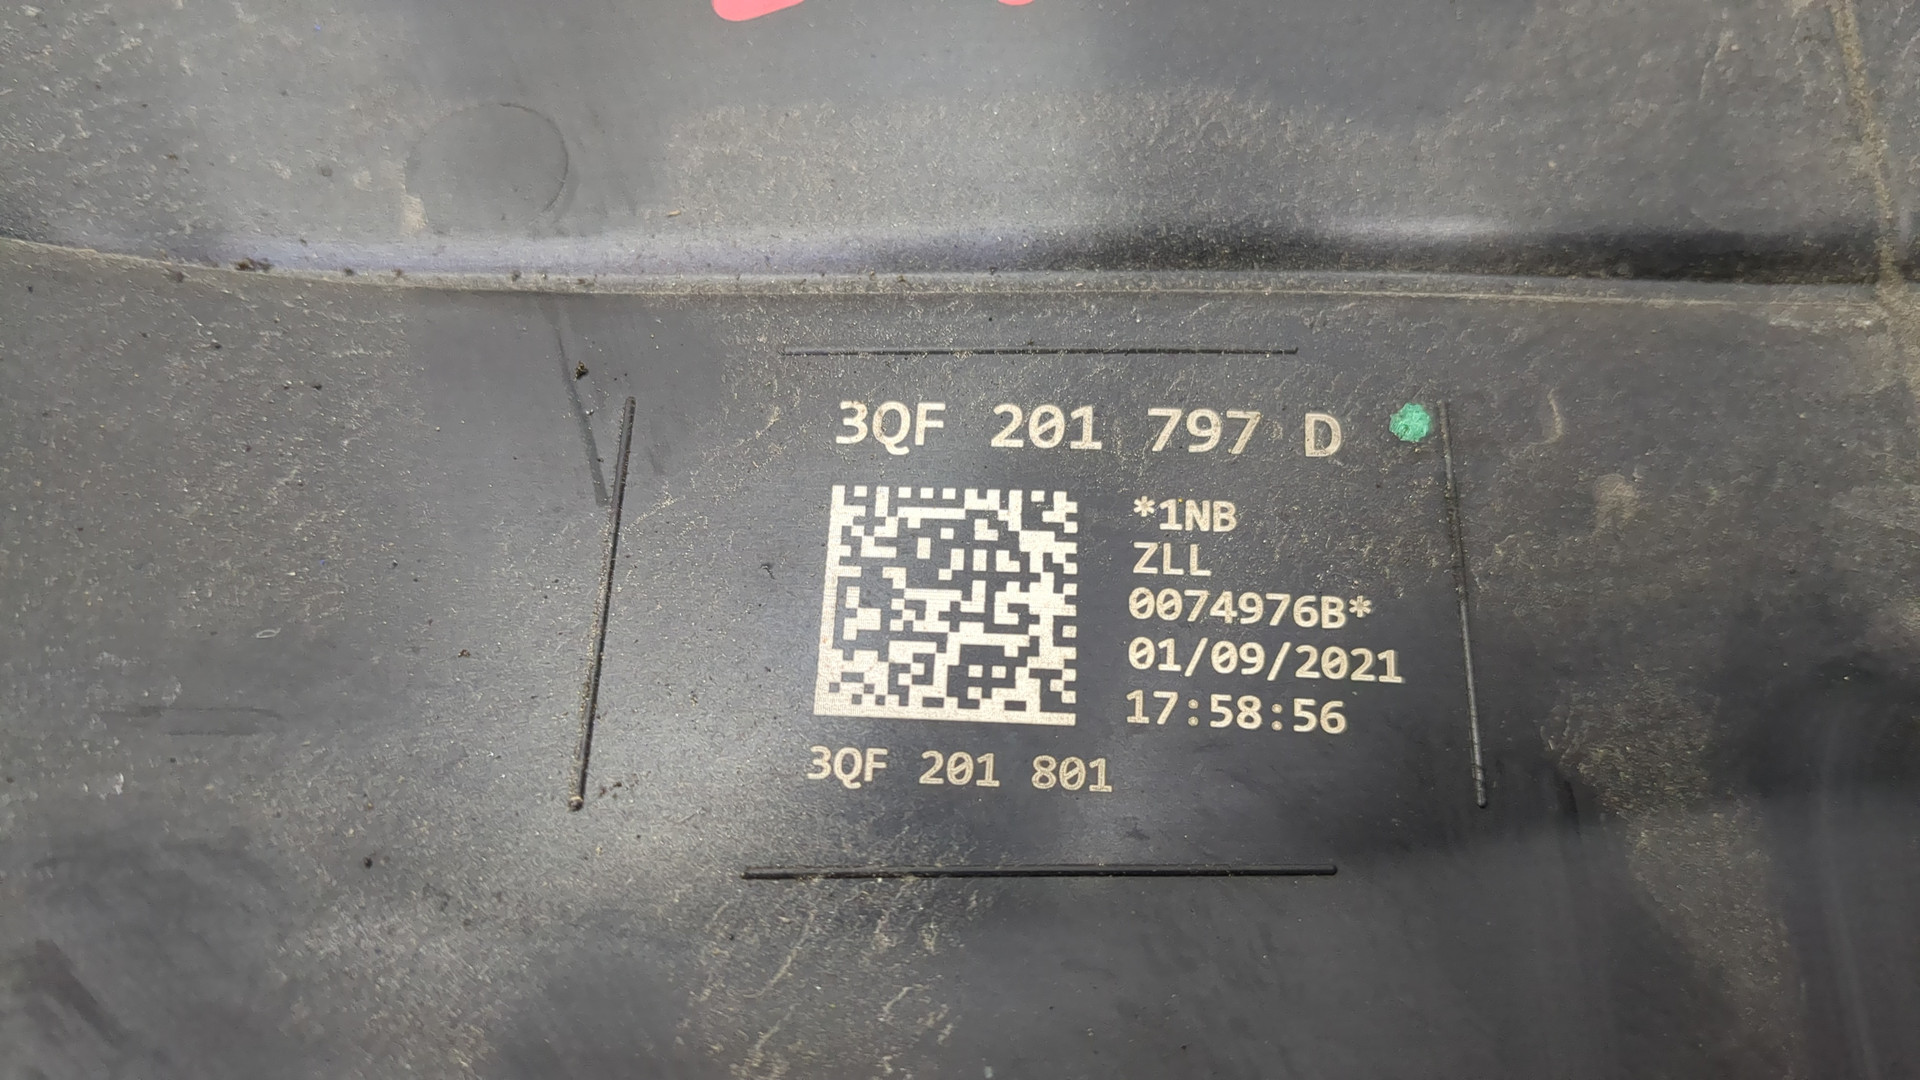 3QF 201 797 D
*1NB
ZLL
0074976B*
01/09/2021
17:58:56
3QF 201 801